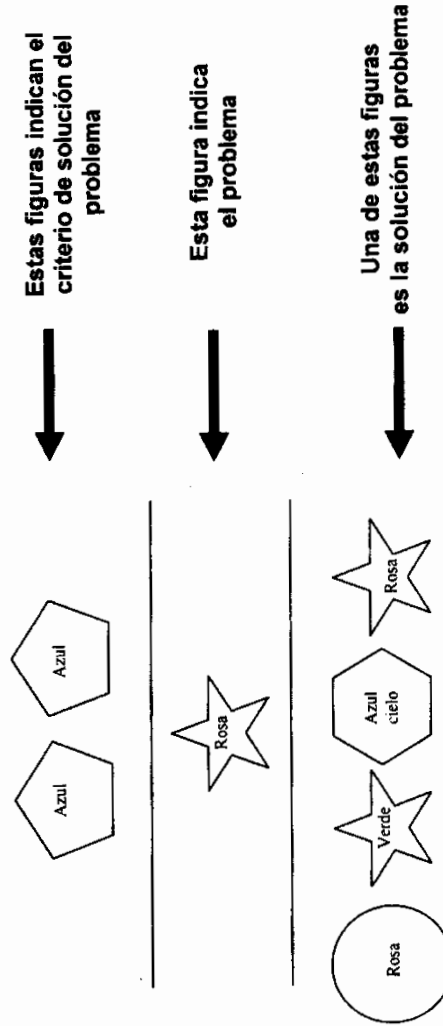 Azul
Azul
Estas figuras indican el
criterio de solución del
problema
Rosa
Esta figura indica
el problema
Rosa
Verde
Azul
cielo
Rosa
Una de estas figuras
es la solución del problema